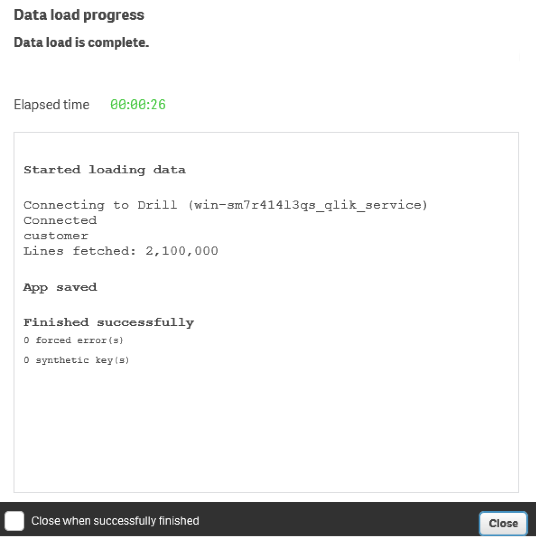 Data load progress
Data load is complete.
Elapsed time 00:00:26
Started loading data
Connecting to Drill (win-sm7r414l3qs_qlik_service)
Connected
customer
Lines fetched: 2,100,000
App saved
Finished successfully
0 forced error(s)
0 synthetic key(s)
Close when successfully finished
Close